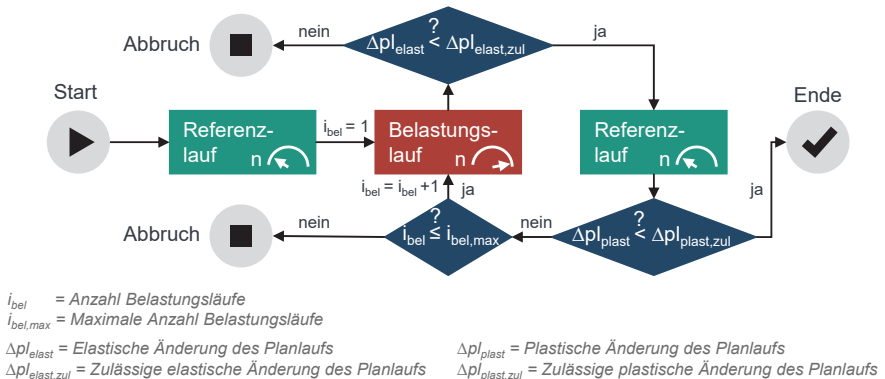 Abbruch
nein
?
Δpl_elast < Δpl_elast,zul
ja
Start
Ende
Referenz-
lauf
n
i_bel = 1
Belastungs-
lauf
n
Referenz-
lauf
n
i_bel = i_bel +1
ja
ja
Abbruch
nein
?
i_bel ≤ i_bel,max
nein
?
Δpl_plast < Δpl_plast,zul
i_bel = Anzahl Belastungsläufe
i_bel,max = Maximale Anzahl Belastungsläufe
Δpl_elast = Elastische Änderung des Planlaufs
Δpl_plast = Plastische Änderung des Planlaufs
Δpl_elast,zul = Zulässige elastische Änderung des Planlaufs
Δpl_plast,zul = Zulässige plastische Änderung des Planlaufs